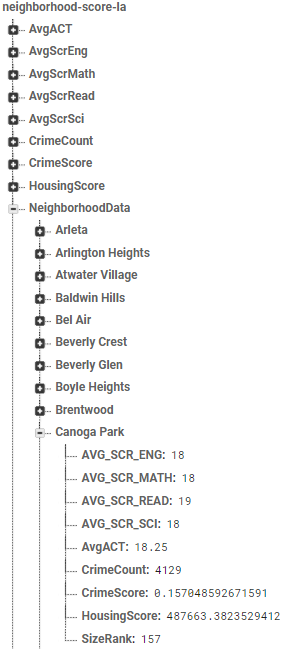 neighborhood-score-la
AvgACT
AvgScrEng
AvgScrMath
AvgScrRead
AvgScrSci
CrimeCount
CrimeScore
HousingScore
NeighborhoodData
Arleta
Arlington Heights
Atwater Village
Baldwin Hills
Bel Air
Beverly Crest
Beverly Glen
Boyle Heights
Brentwood
Canoga Park
AVG_SCR_ENG: 18
AVG_SCR_MATH: 18
AVG_SCR_READ: 19
AVG_SCR_SCI: 18
AvgACT: 18.25
CrimeCount: 4129
CrimeScore: 0.157048592671591
HousingScore: 487663.3823529412
SizeRank: 157